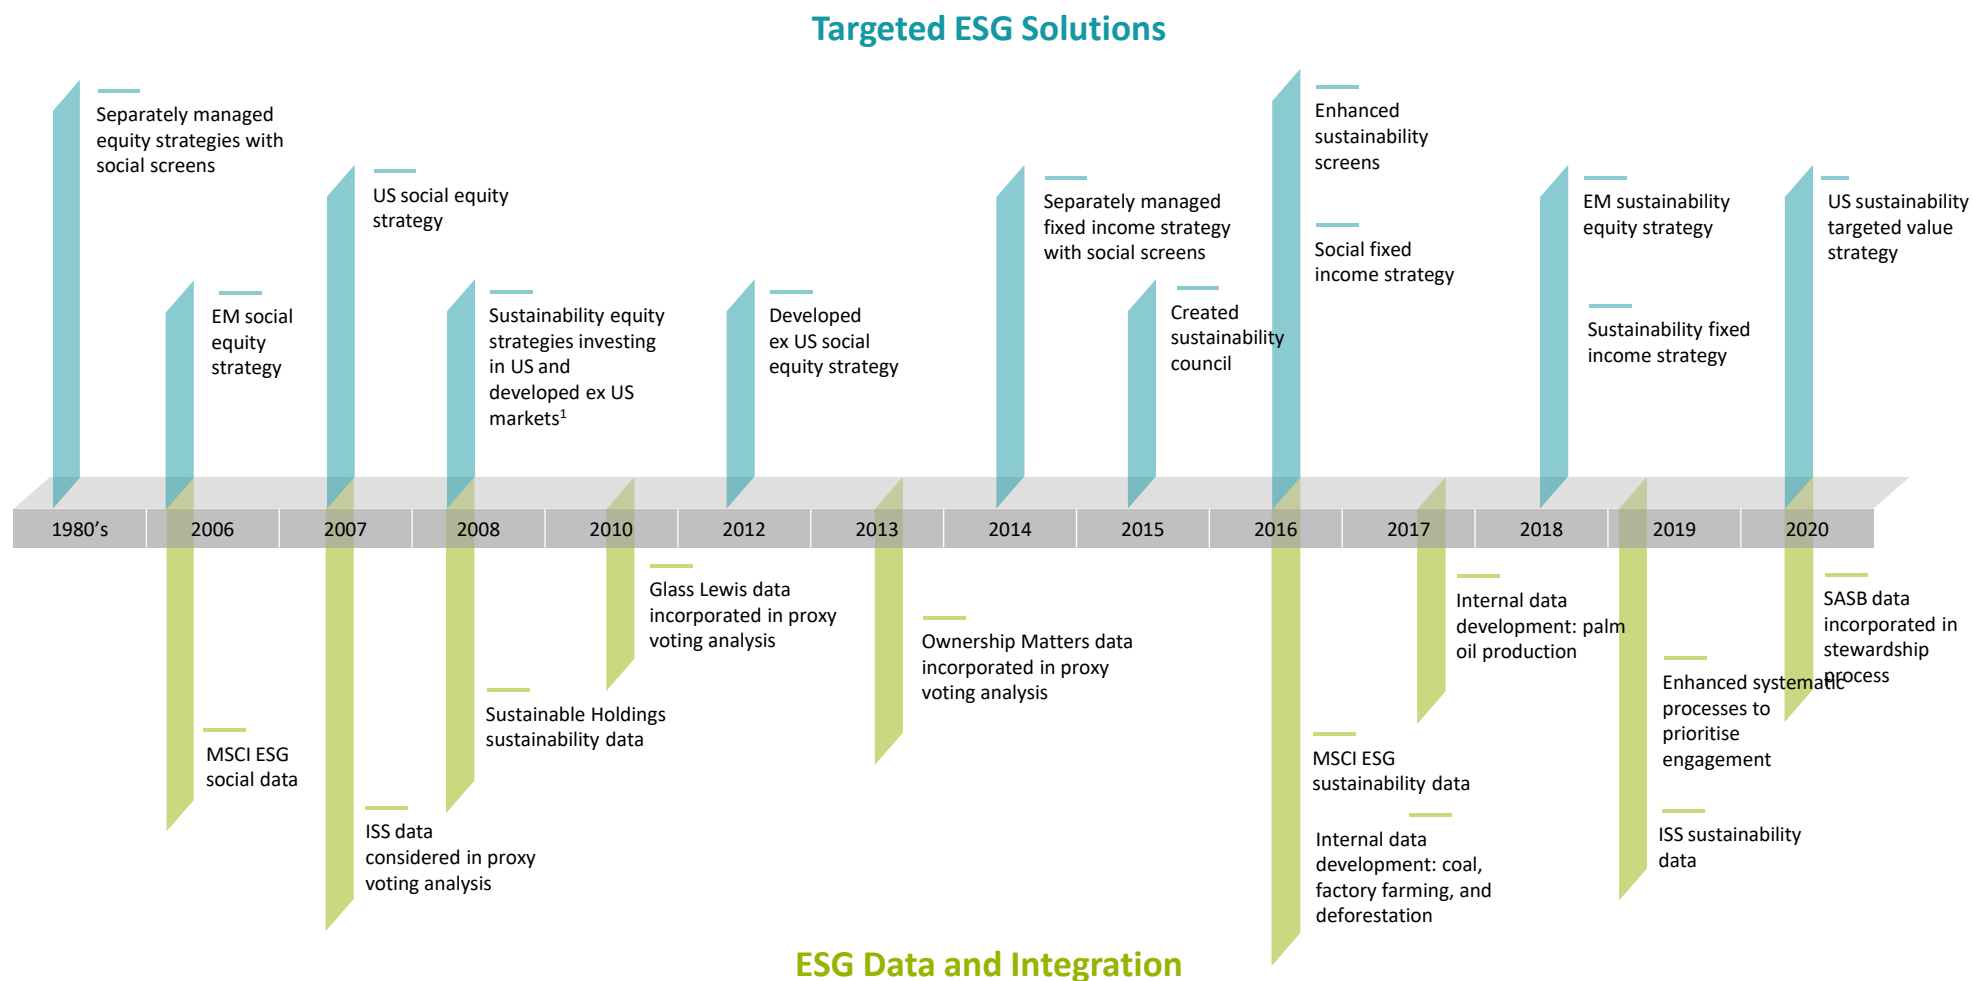 Targeted ESG Solutions
Separately managed
equity strategies with
social screens
EM social
equity
strategy
US social equity
strategy
Sustainability equity
strategies investing
in US and
developed ex US
markets¹
Developed
ex US social
equity strategy
Separately managed
fixed income strategy
with social screens
Created
sustainability
council
Enhanced
sustainability
screens
Social fixed
income strategy
EM sustainability
equity strategy
Sustainability fixed
income strategy
US sustainability
targeted value
strategy
1980’s
2006
2007
2008
2010
2012
2013
2014
2015
2016
2017
2018
2019
2020
MSCI ESG
social data
ISS data
considered in proxy
voting analysis
Sustainable Holdings
sustainability data
Glass Lewis data
incorporated in proxy
voting analysis
Ownership Matters data
incorporated in proxy
voting analysis
MSCI ESG
sustainability data
Internal data
development: coal,
factory farming, and
deforestation
Internal data
development: palm
oil production
Enhanced systematic
processes to
prioritise
engagement
ISS sustainability
data
SASB data
incorporated in
stewardship
process
ESG Data and Integration